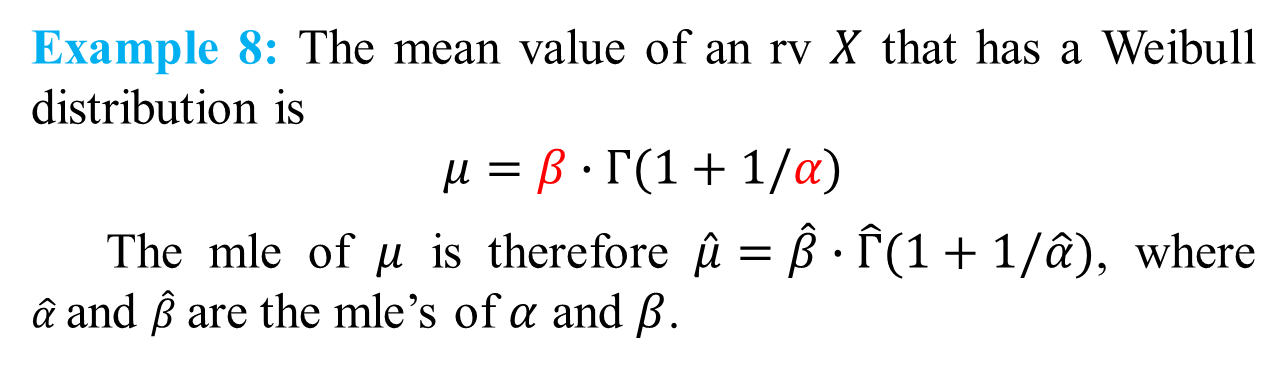 Example 8: The mean value of an rv X that has a Weibull
distribution is
μ = β · Γ(1 + 1/α)
The mle of μ is therefore μ̂ = β̂ · Γ̂(1 + 1/α̂), where
α̂ and β̂ are the mle’s of α and β.